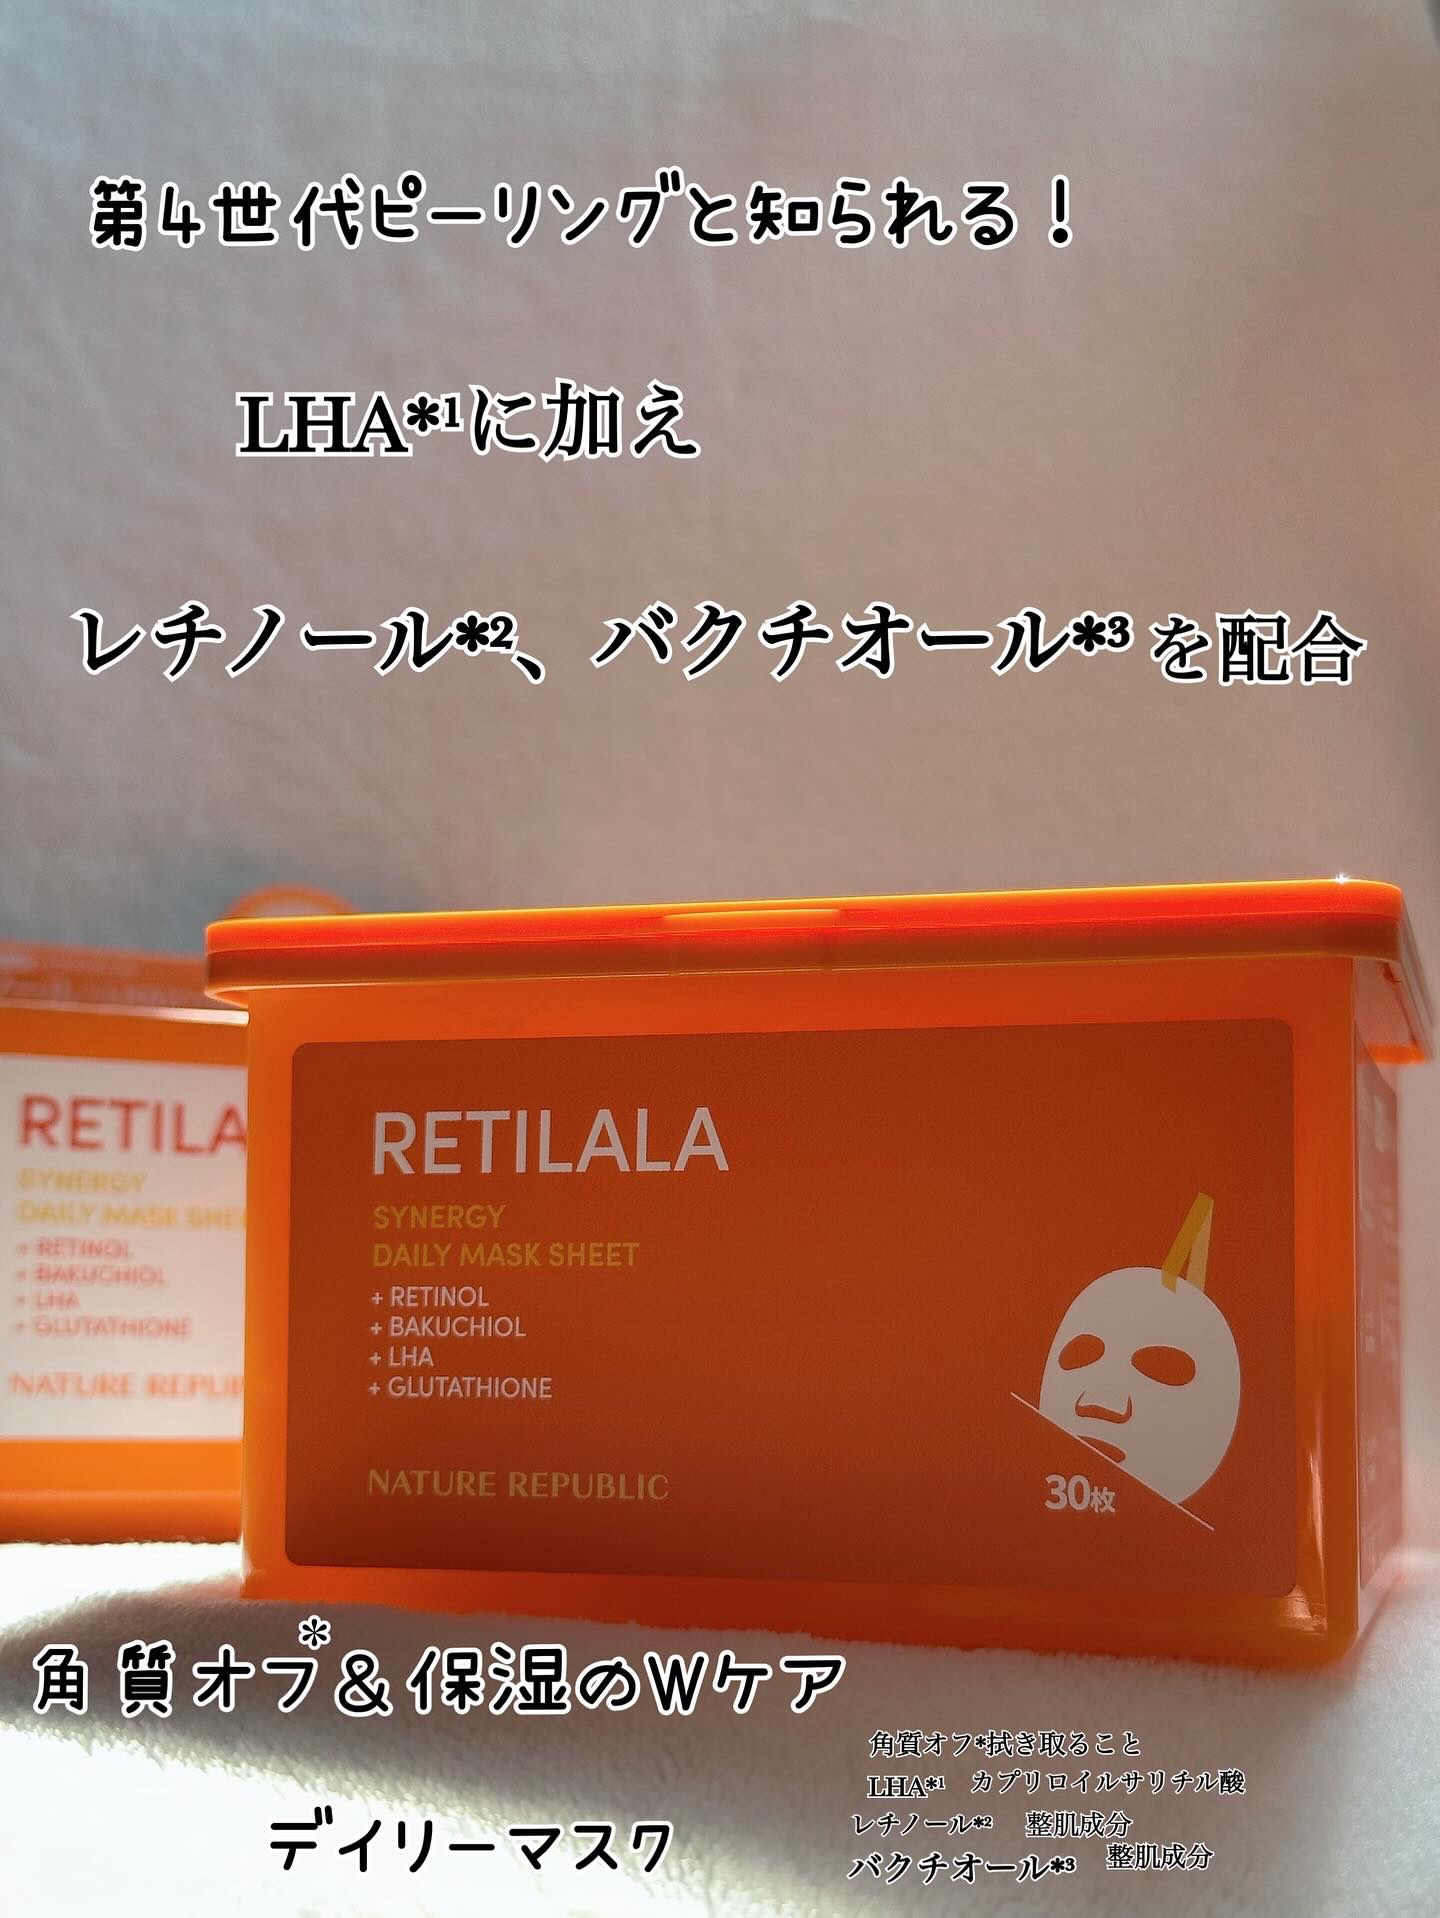 第4世代ピーリングと知られる！
LHA*1に加え
レチノール*2、バクチオール*3を配合
RETILALA
SYNERGY
DAILY MASK SHEET
+ RETINOL
+ BAKUCHIOL
+ LHA
+ GLUTATHIONE
NATURE REPUBLIC
30枚
RETILA
SYNERGY
DAILY MASK SHEE
+ RETINOL
+ BAKUCHIOL
+ LHA
+ GLUTATHIONE
NATURE REPUBLI
角質オフ*&保湿のWケア
デイリーマスク
角質オフ*拭き取ること
LHA*1 カプリロイルサリチル酸
レチノール*2 整肌成分
バクチオール*3 整肌成分